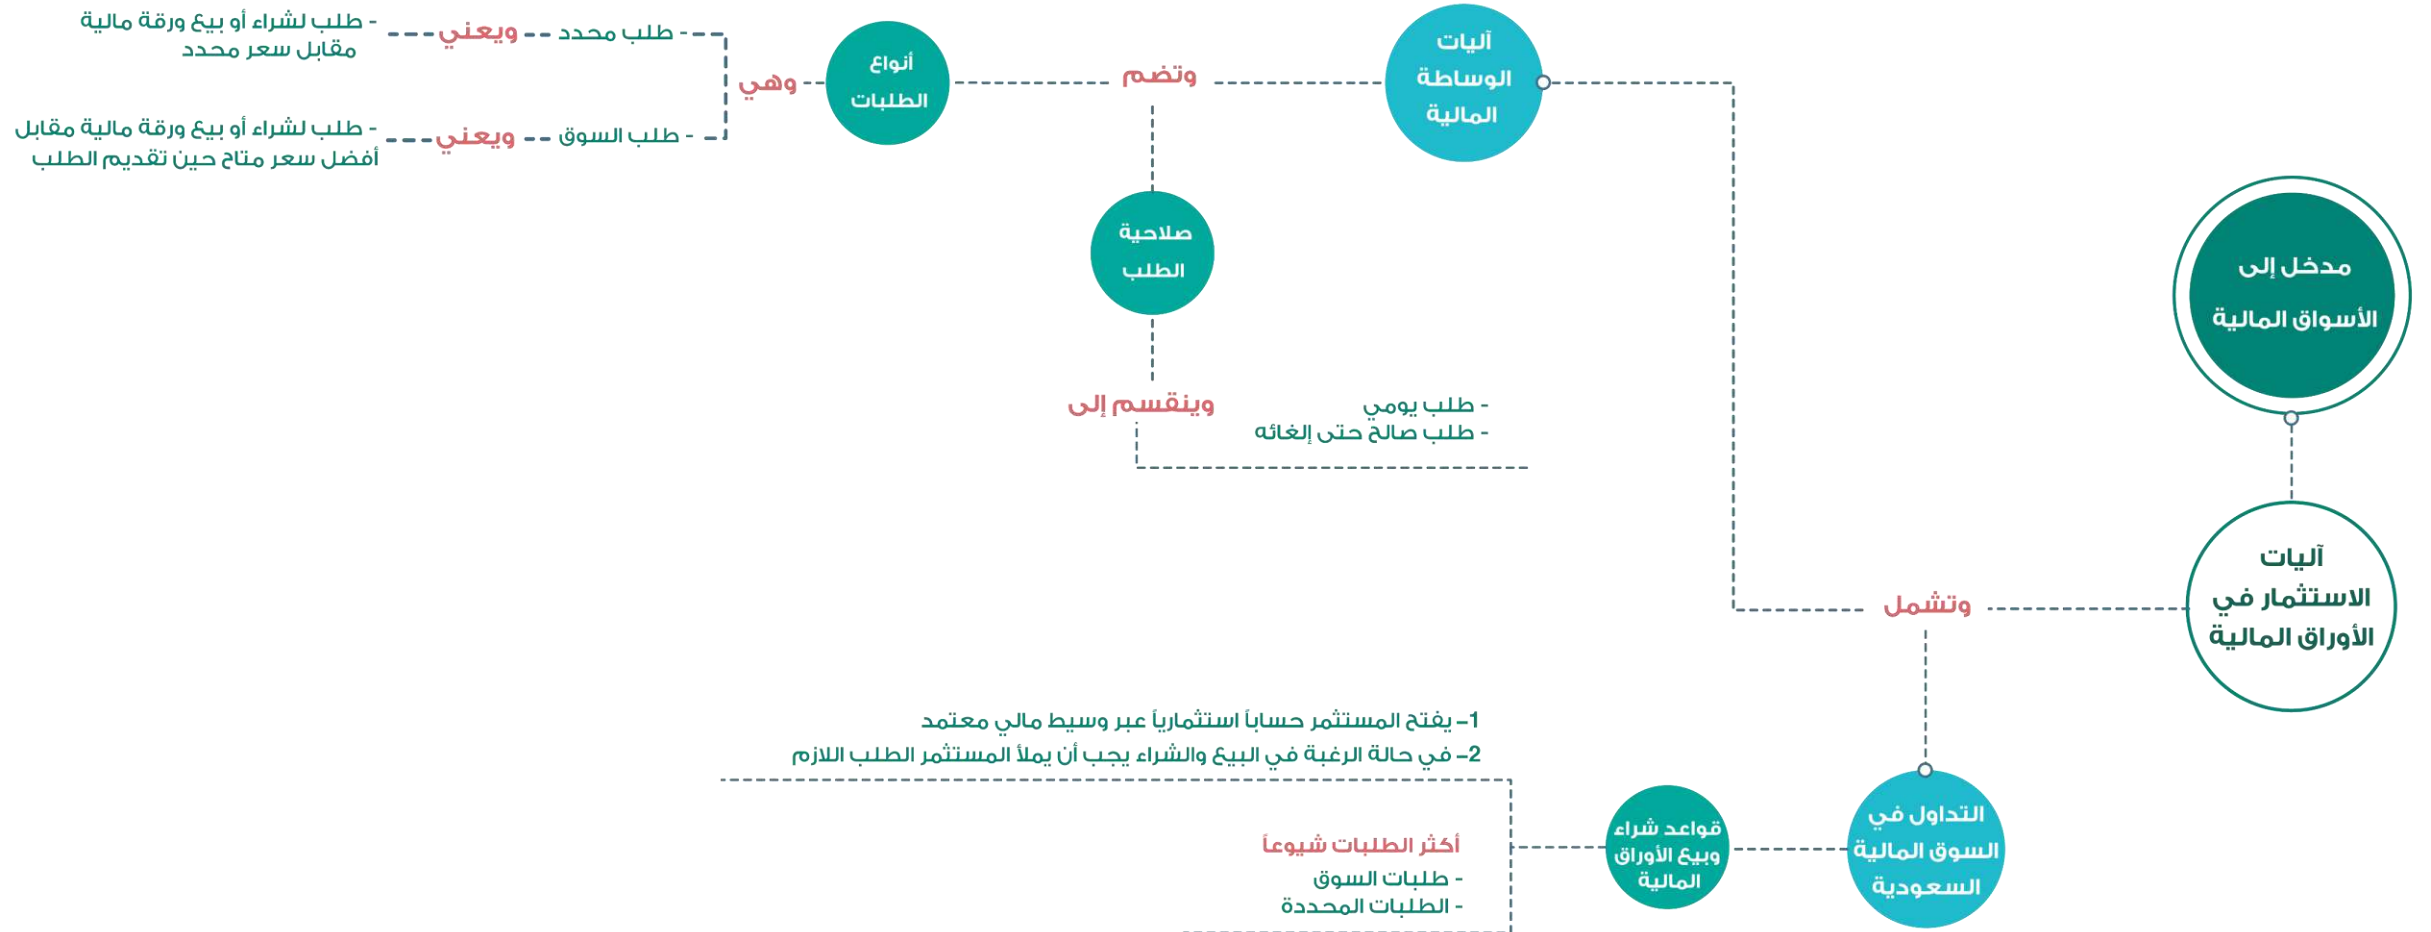 مدخل إلى
الأسواق المالية
آليات
الاستثمار في
الأوراق المالية
وتشمل
آليات
الوساطة
المالية
وتضم
أنواع
الطلبات
وهي
- طلب محدد
ويعني
- طلب لشراء أو بيع ورقة مالية
مقابل سعر محدد
- طلب السوق
ويعني
- طلب لشراء أو بيع ورقة مالية مقابل
أفضل سعر متاح حين تقديم الطلب
صلاحية
الطلب
وينقسم إلى
- طلب يومي
- طلب صالح حتى إلغائه
التداول في
السوق المالية
السعودية
قواعد شراء
وبيع الأوراق
المالية
1- يفتح المستثمر حساباً استثمارياً عبر وسيط مالي معتمد
2- في حالة الرغبة في البيع والشراء يجب أن يملأ المستثمر الطلب اللازم
أكثر الطلبات شيوعاً
- طلبات السوق
- الطلبات المحددة